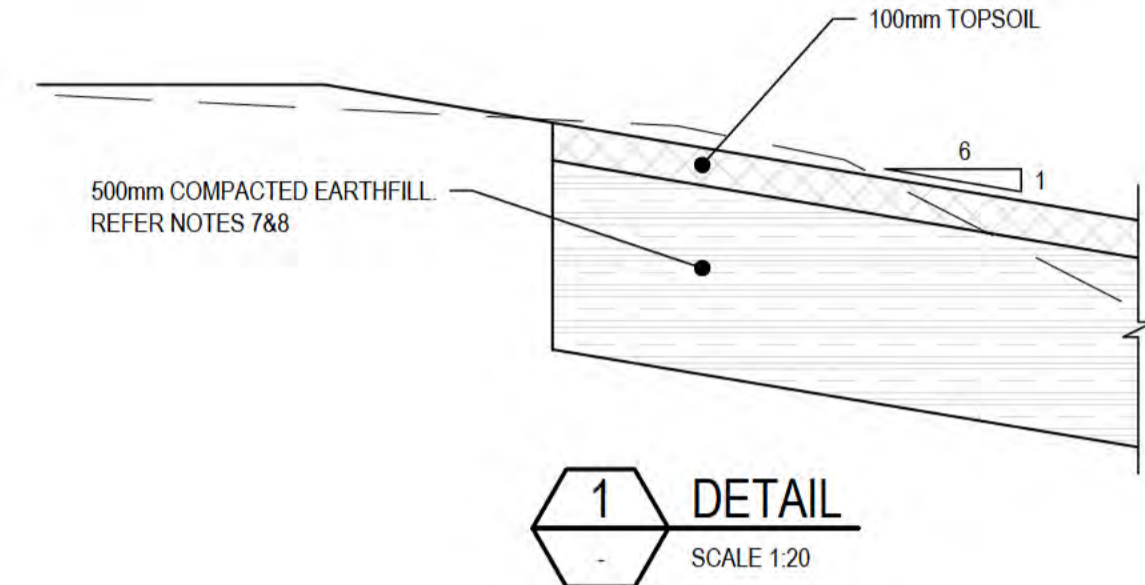 100mm TOPSOIL
6
1
500mm COMPACTED EARTHFILL.
REFER NOTES 7&8
1
-
DETAIL
SCALE 1:20